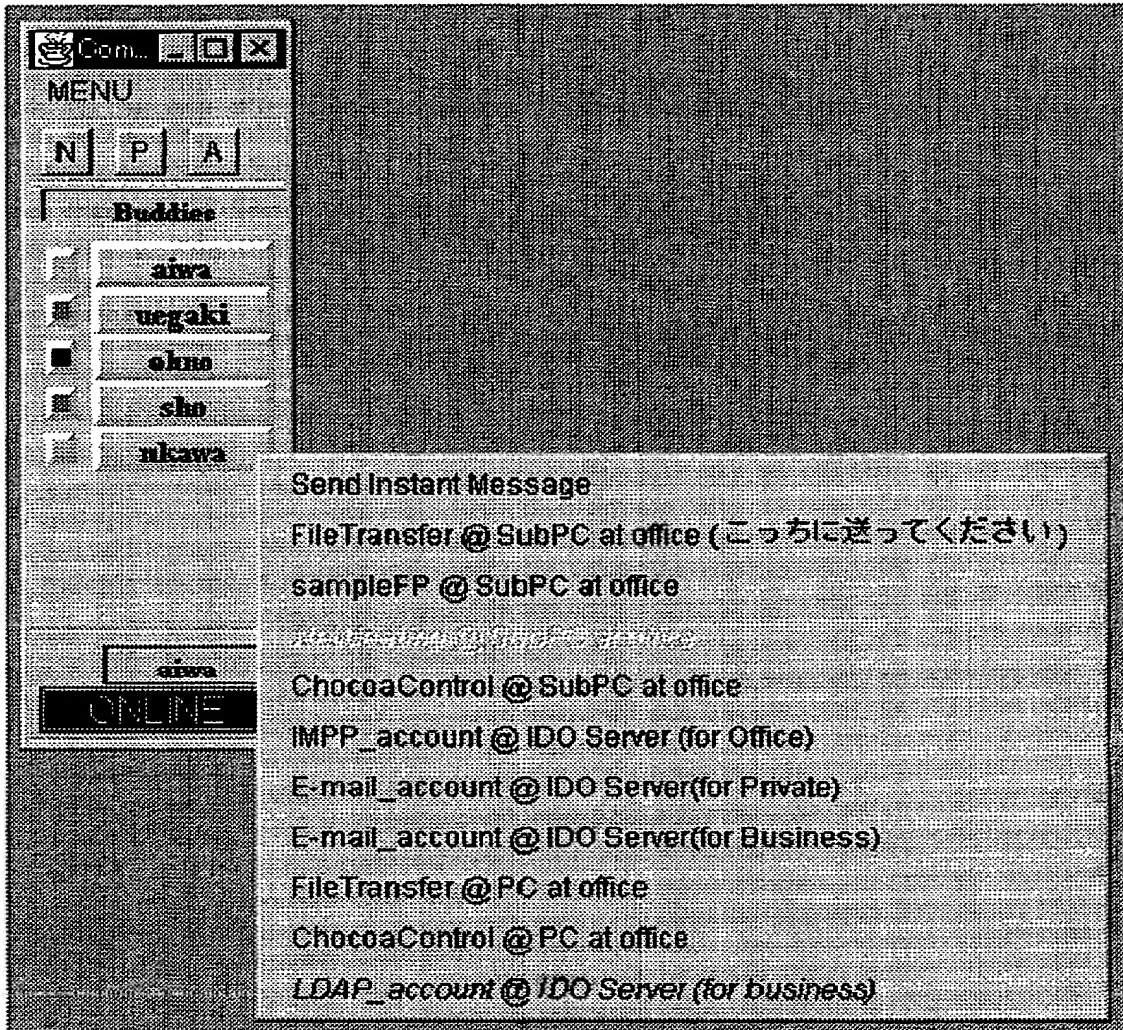 Com...
MENU
N P A
Buddies
aiwa
uegaki
okno
sho
nkawa
Send Instant Message
FileTransfer @ SubPC at office (こっちに送ってください)
sampleFP @ SubPC at office
ChocoaControl @ SubPC at office
IMPP_account @ IDO Server (for Office)
E-mail_account @ IDO Server(for Private)
E-mail_account @ IDO Server(for Business)
FileTransfer @ PC at office
ChocoaControl @ PC at office
LDAP_account @ IDO Server (for business)
aiwa
ONLINE